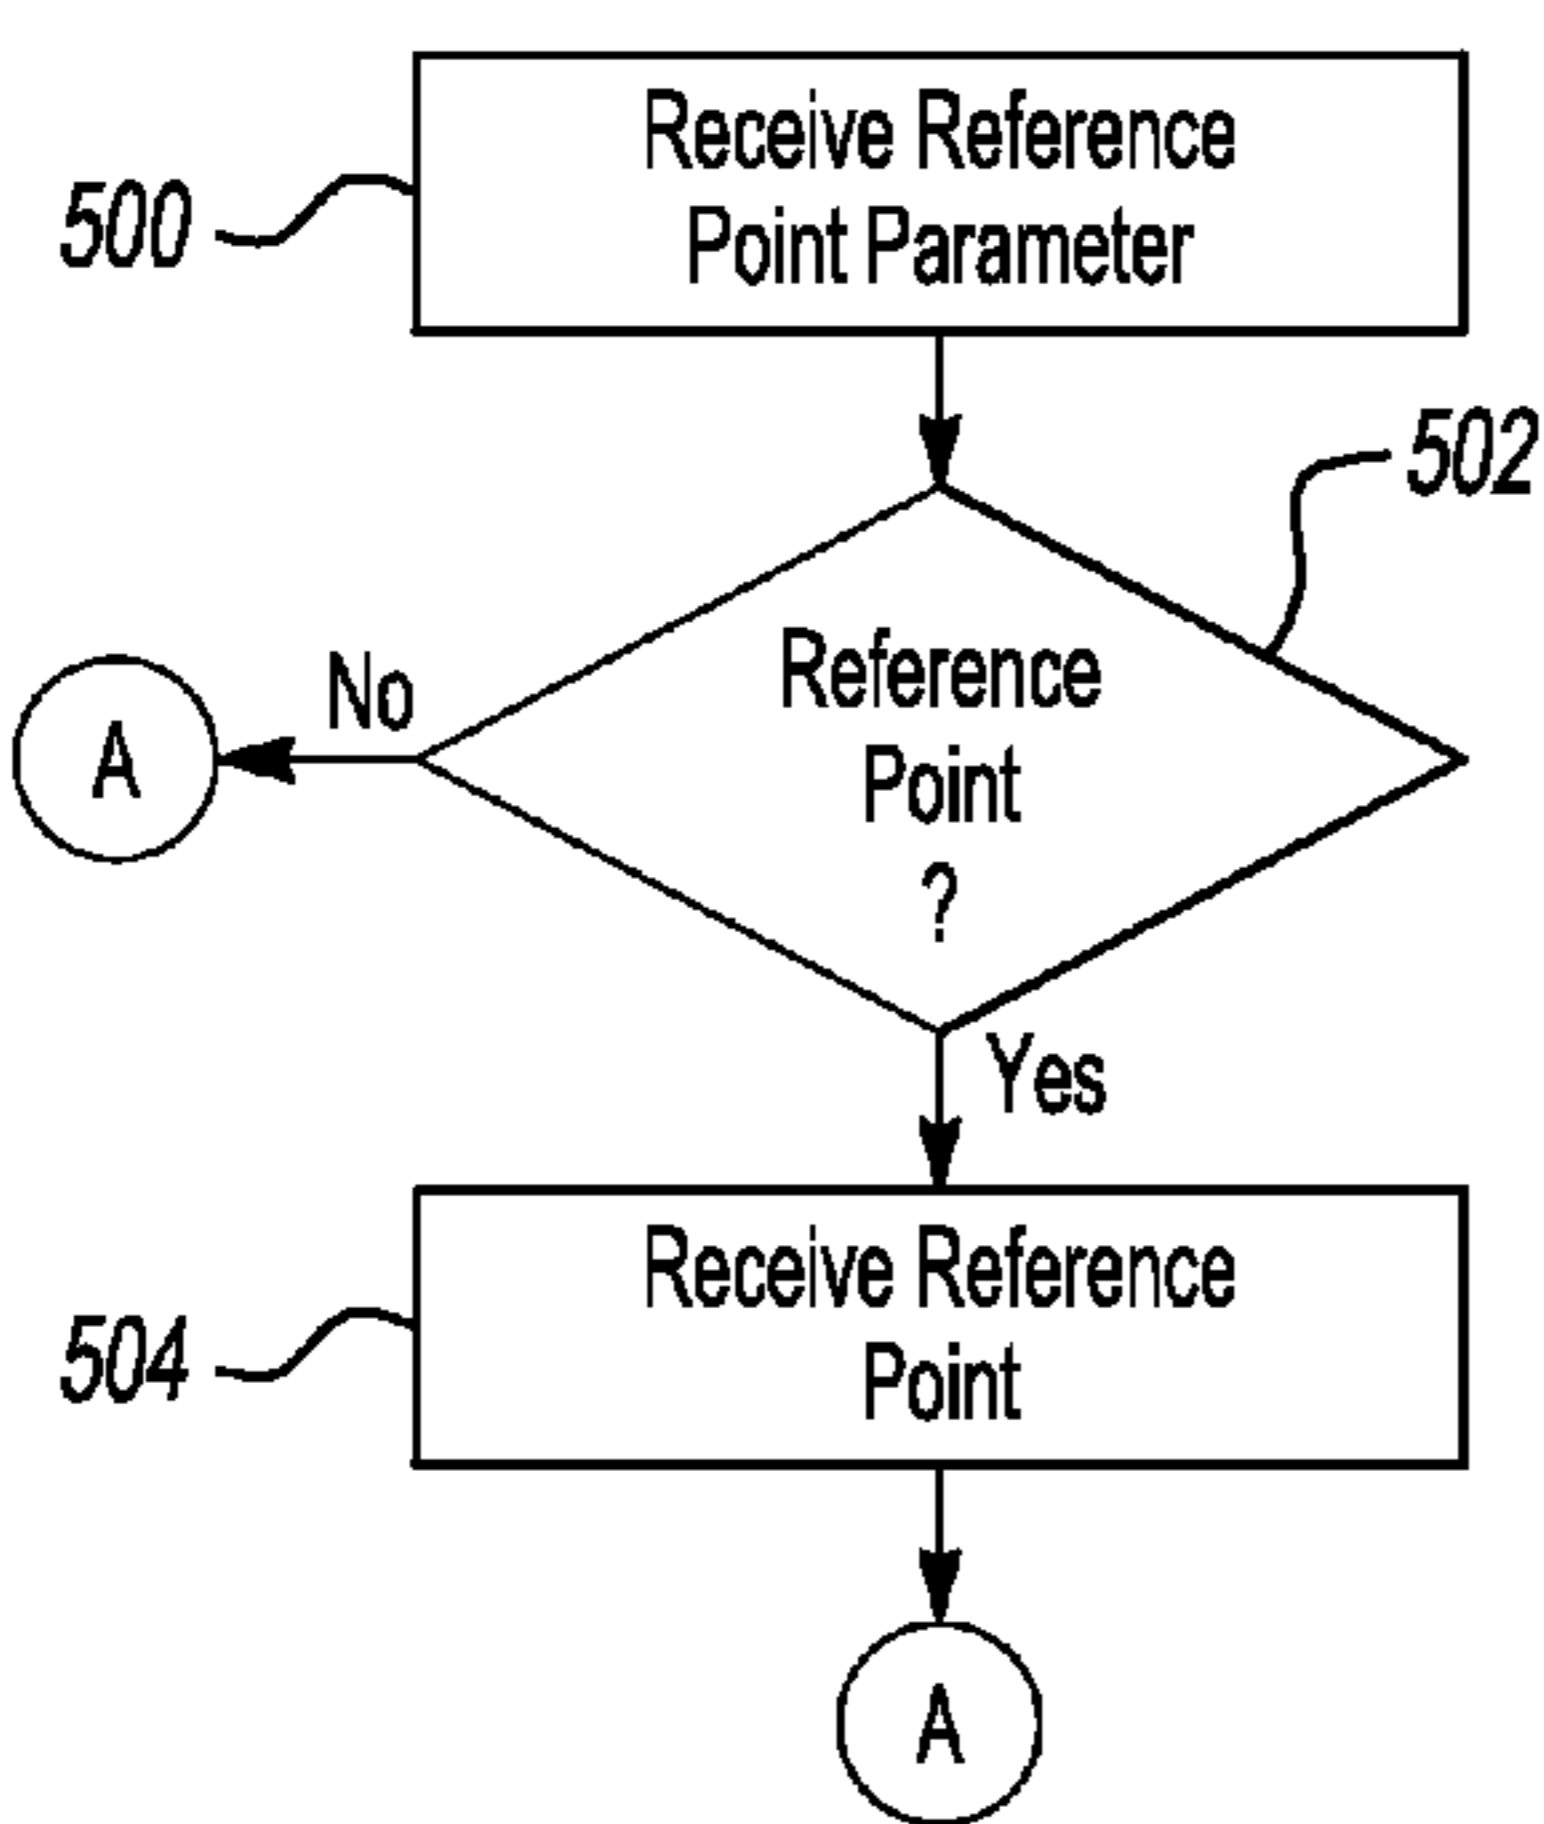 Receive Reference
Point Parameter
500
502
Reference
Point
?
No
A
Yes
Receive Reference
Point
504
A